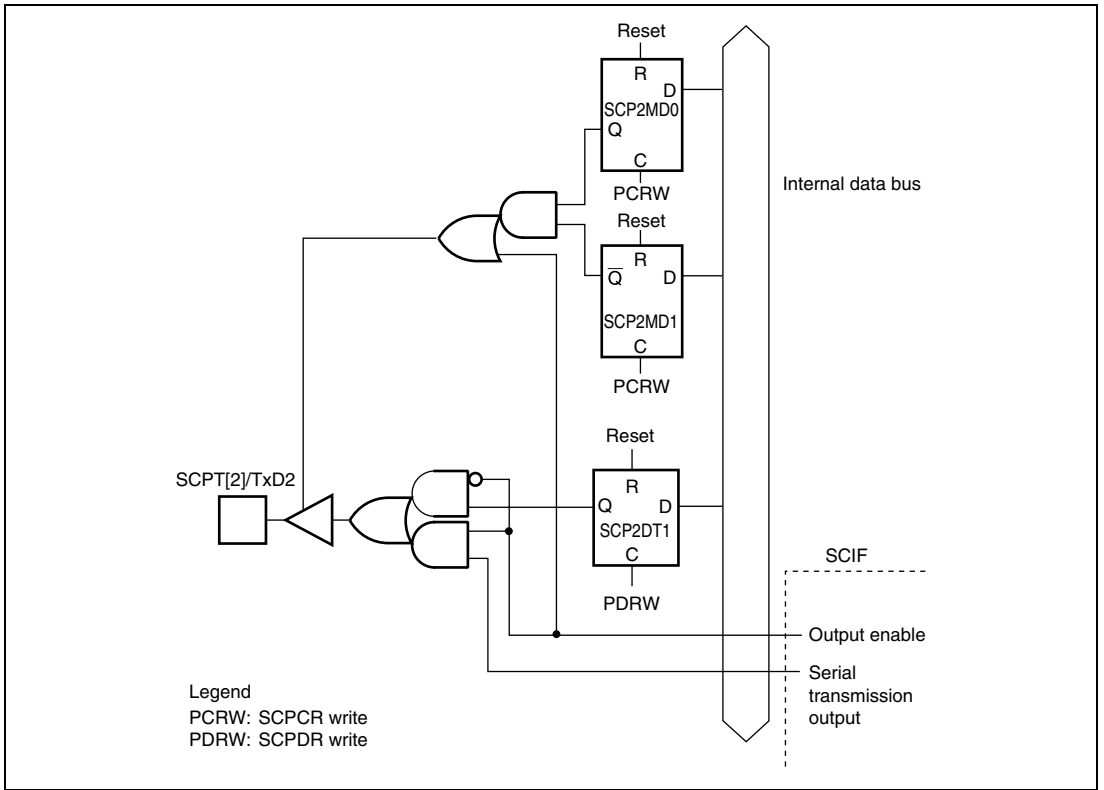 Reset
R
D
SCP2MD0
Q
C
PCRW
Internal data bus
Reset
R
Q̅
D
SCP2MD1
C
PCRW
Reset
SCPT[2]/TxD2
R
Q
D
SCP2DT1
C
SCIF
PDRW
Output enable
Serial
transmission
output
Legend
PCRW: SCPCR write
PDRW: SCPDR write